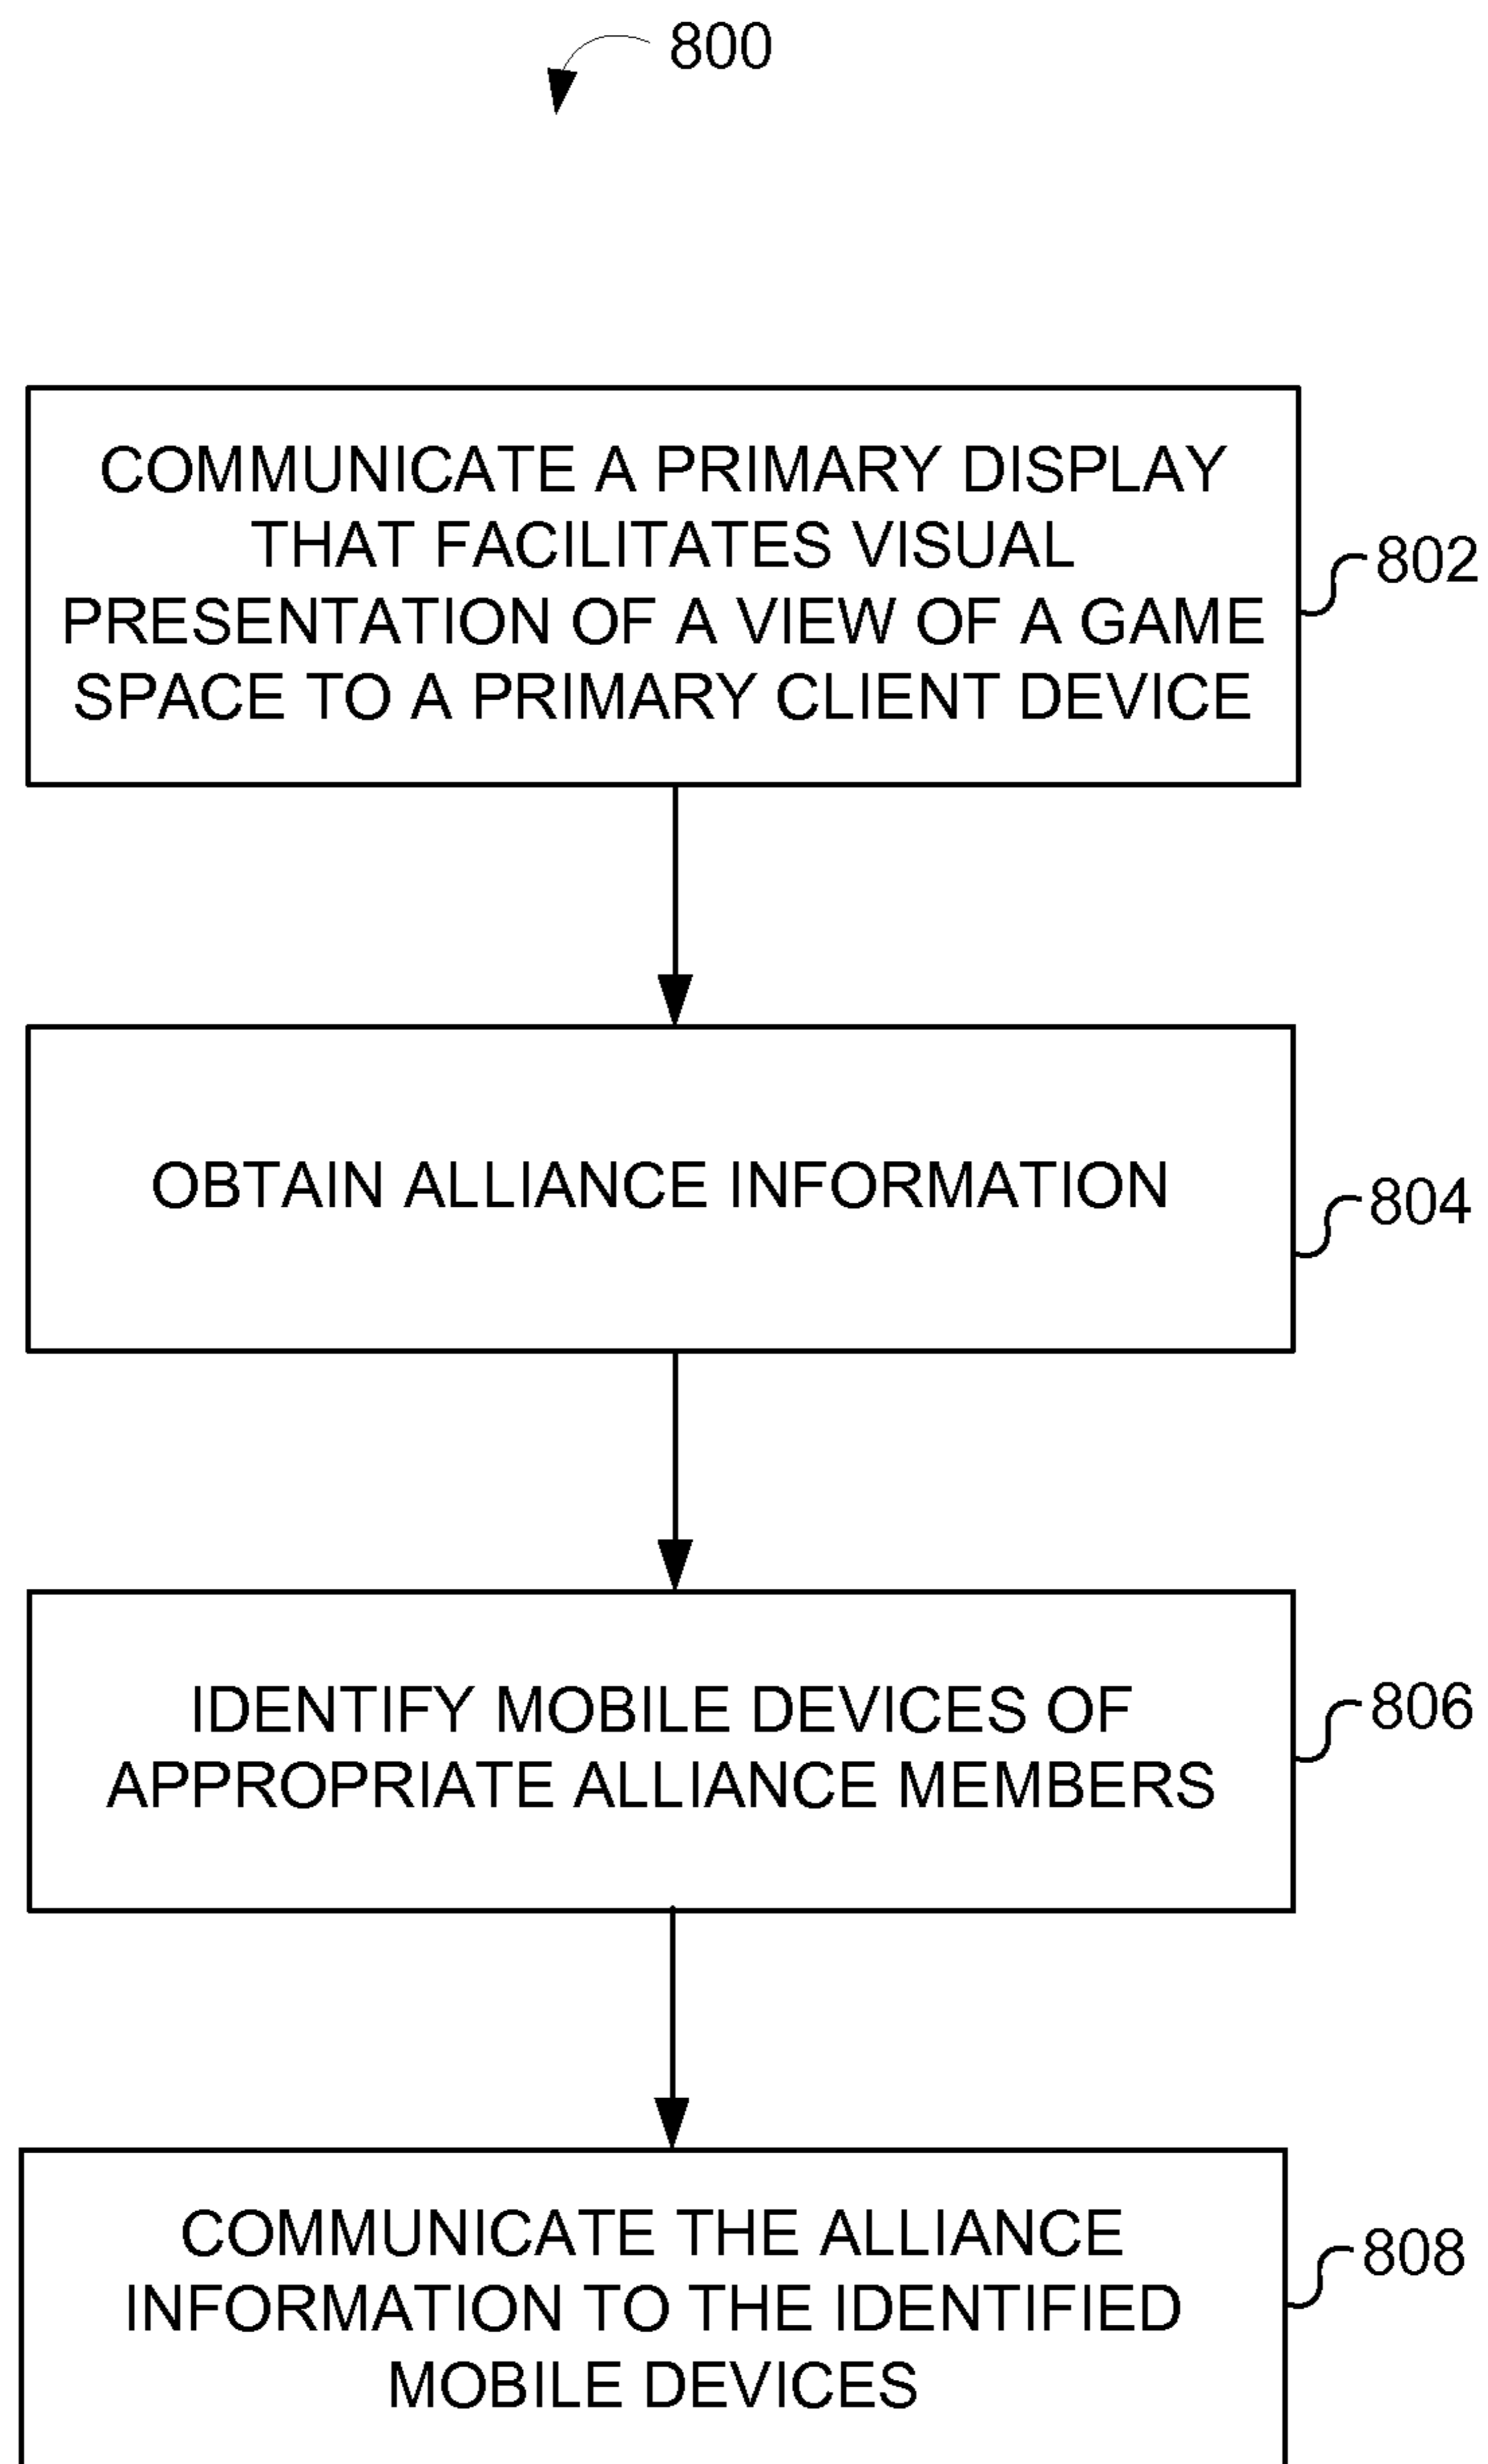 800
COMMUNICATE A PRIMARY DISPLAY
THAT FACILITATES VISUAL
PRESENTATION OF A VIEW OF A GAME
SPACE TO A PRIMARY CLIENT DEVICE
802
OBTAIN ALLIANCE INFORMATION
804
IDENTIFY MOBILE DEVICES OF
APPROPRIATE ALLIANCE MEMBERS
806
COMMUNICATE THE ALLIANCE
INFORMATION TO THE IDENTIFIED
MOBILE DEVICES
808